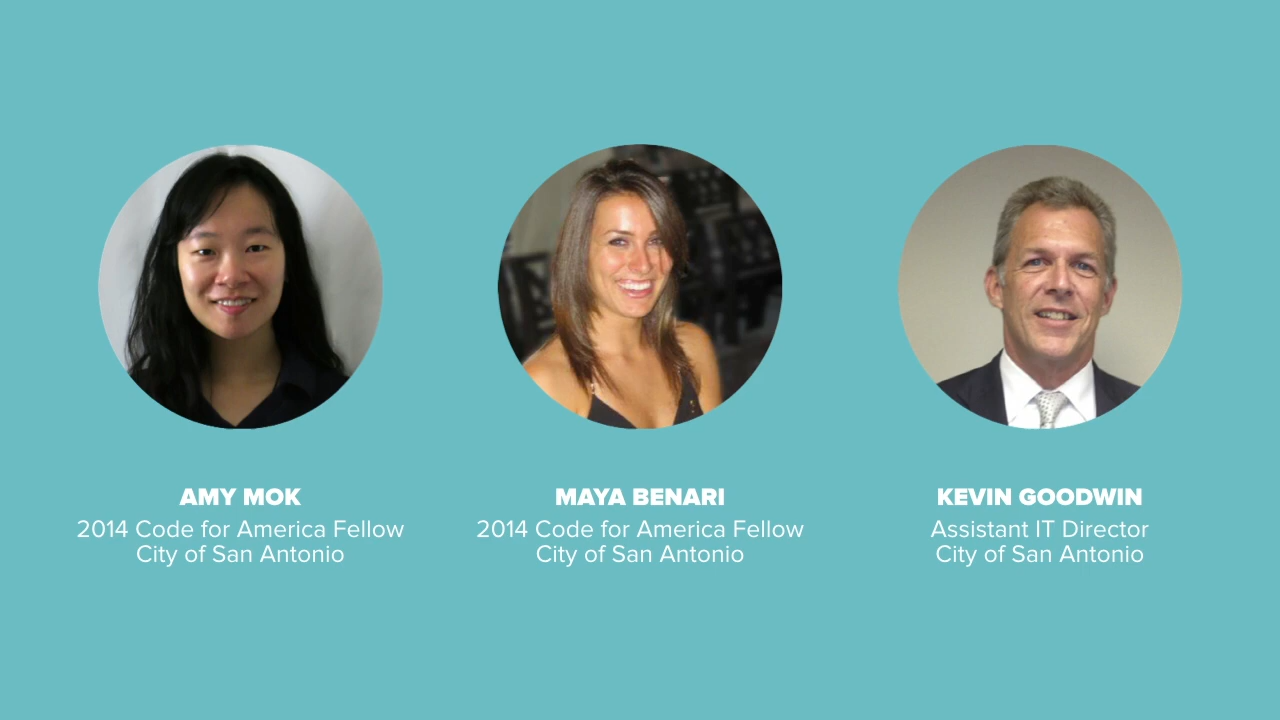 AMY MOK
2014 Code for America Fellow
City of San Antonio
MAYA BENARI
2014 Code for America Fellow
City of San Antonio
KEVIN GOODWIN
Assistant IT Director
City of San Antonio